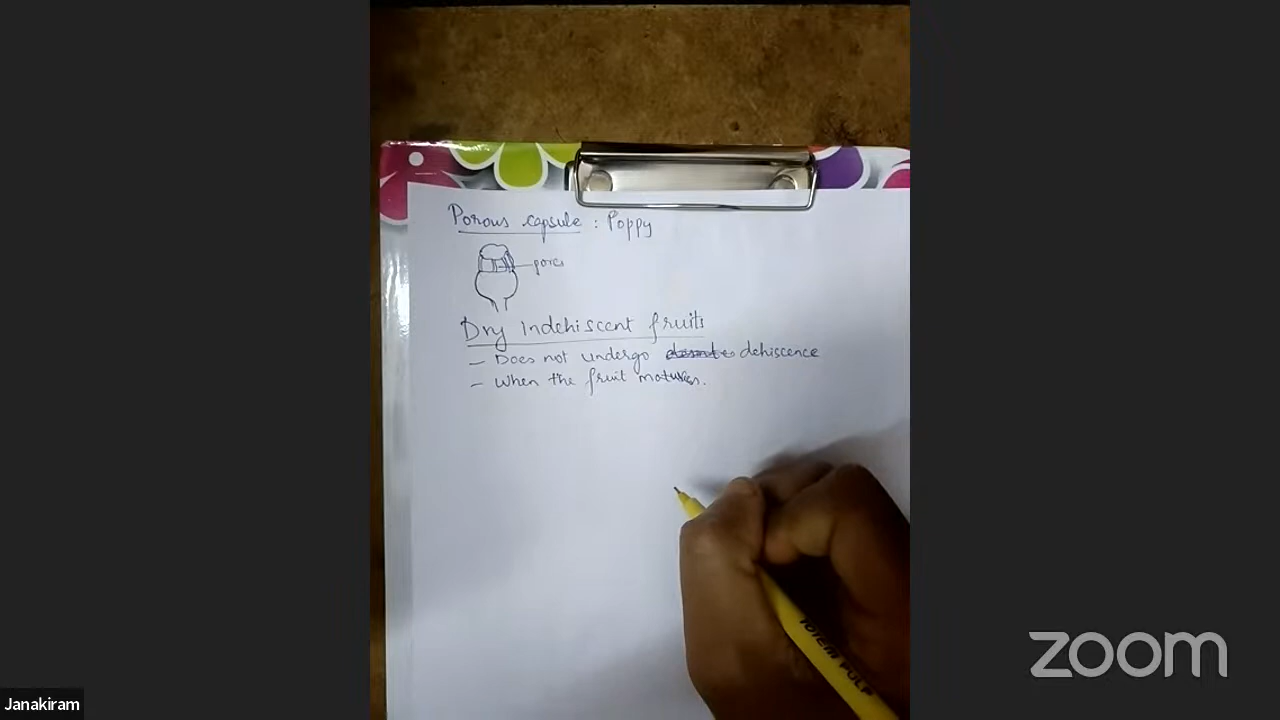 Porous capsule : Poppy
pores
Dry Indehiscent fruits
- Does not undergo dehiscence
- When the fruit matures.
zoom
Janakiram